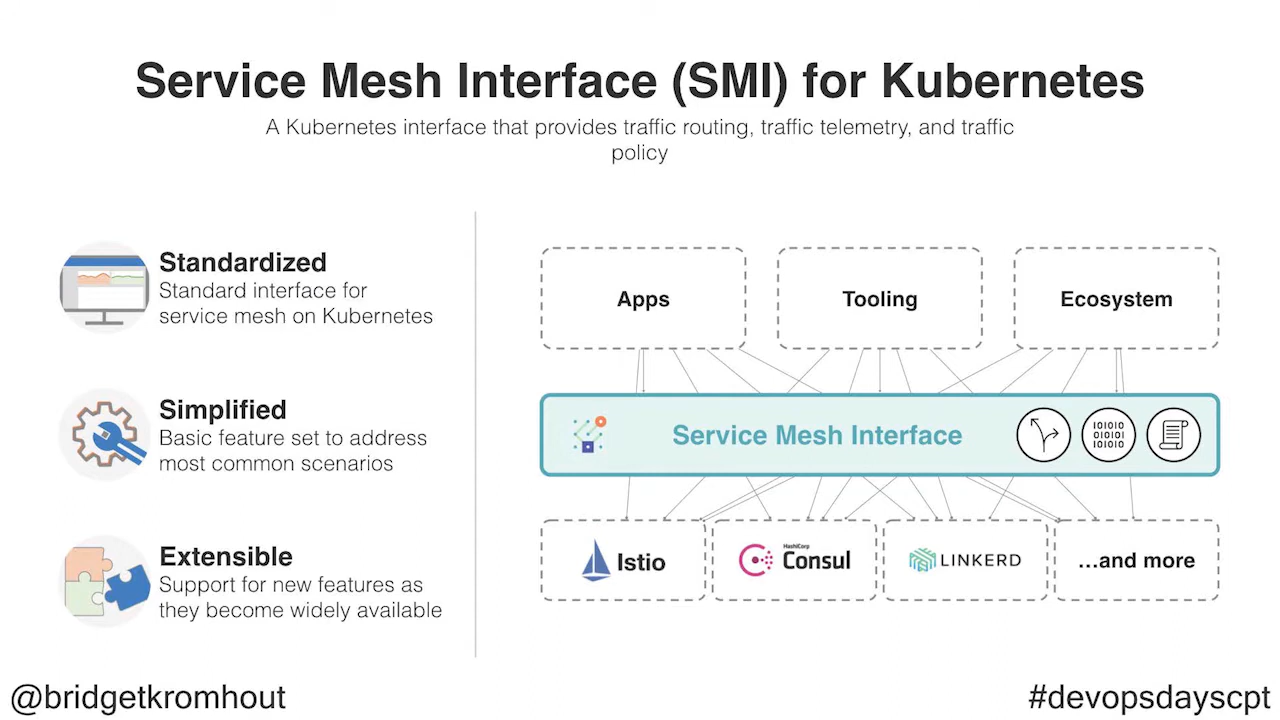 Service Mesh Interface (SMI) for Kubernetes
A Kubernetes interface that provides traffic routing, traffic telemetry, and traffic
policy
Standardized
Standard interface for
service mesh on Kubernetes
Simplified
Basic feature set to address
most common scenarios
Extensible
Support for new features as
they become widely available
Apps
Tooling
Ecosystem
Service Mesh Interface
IOIOIO
OIOIOI
IOIOIO
Istio
HashiCorp
Consul
LINKERD
...and more
@bridgetkromhout
#devopsdayscpt